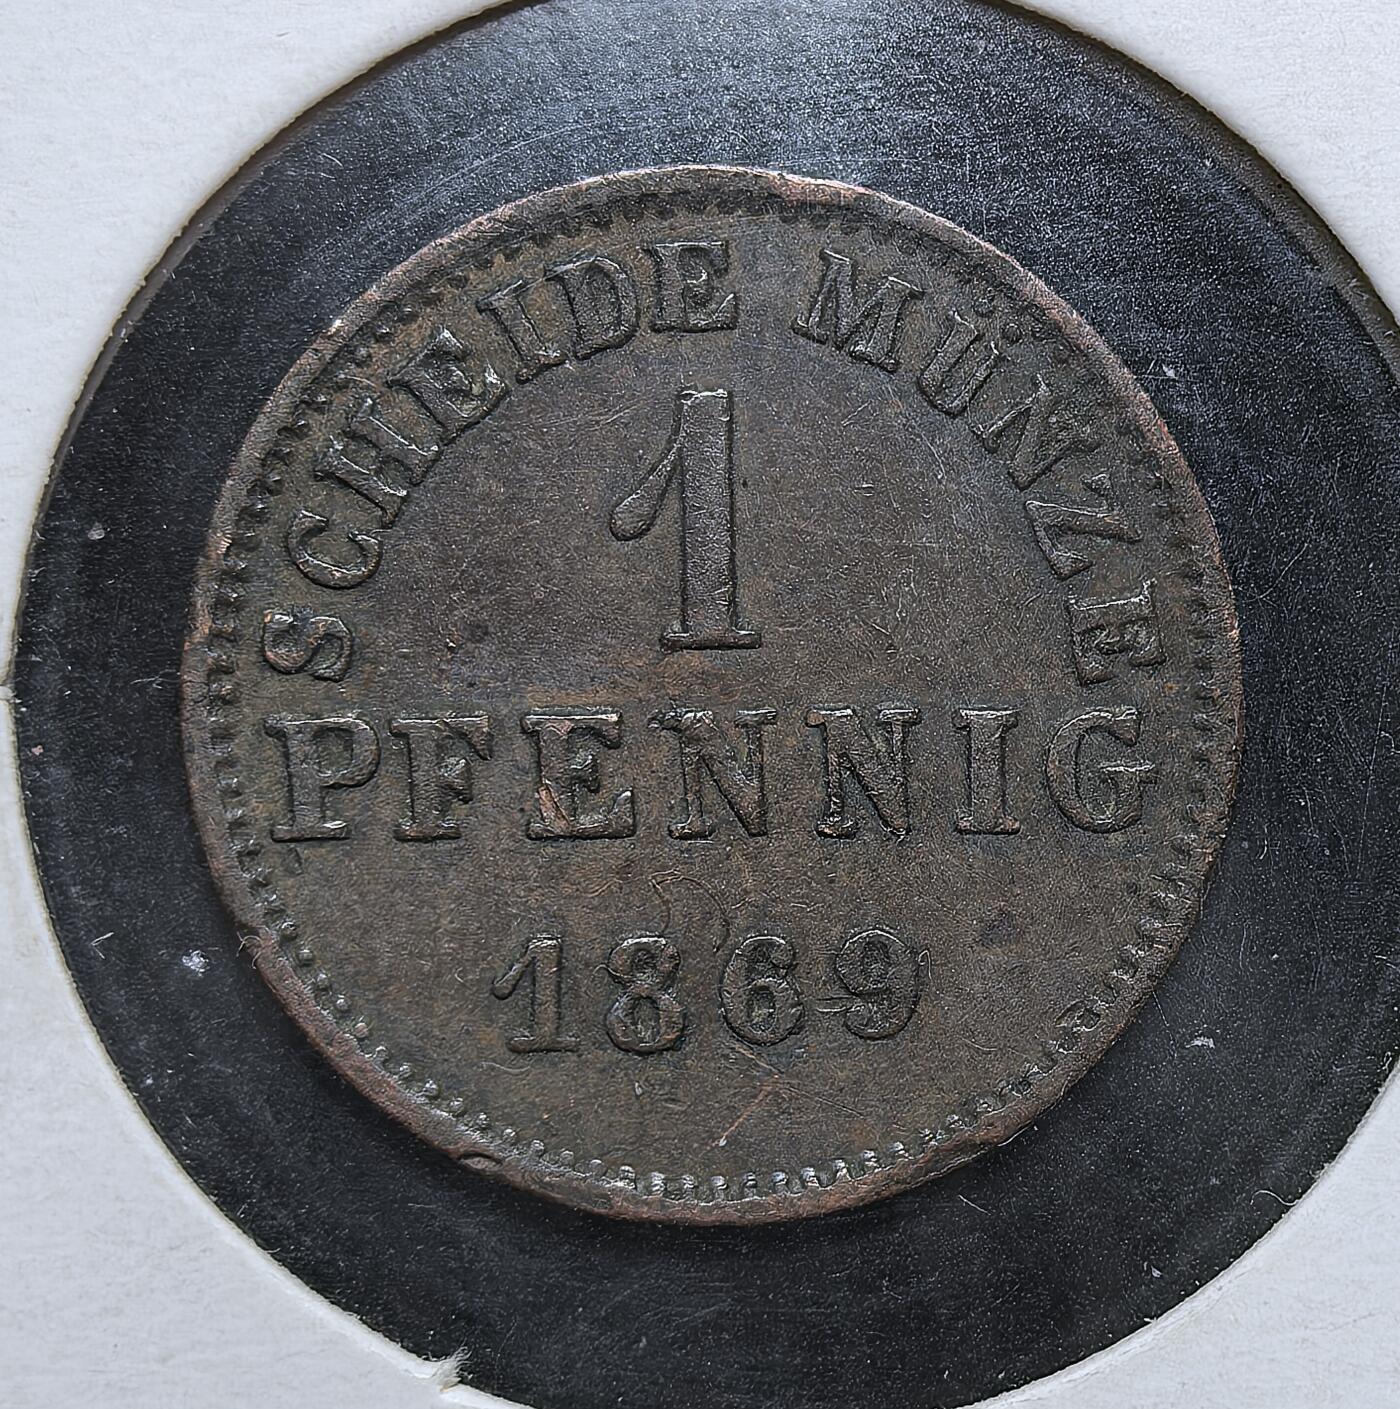 SCHEIDE MÜNZE
1
PFENNIG
1869